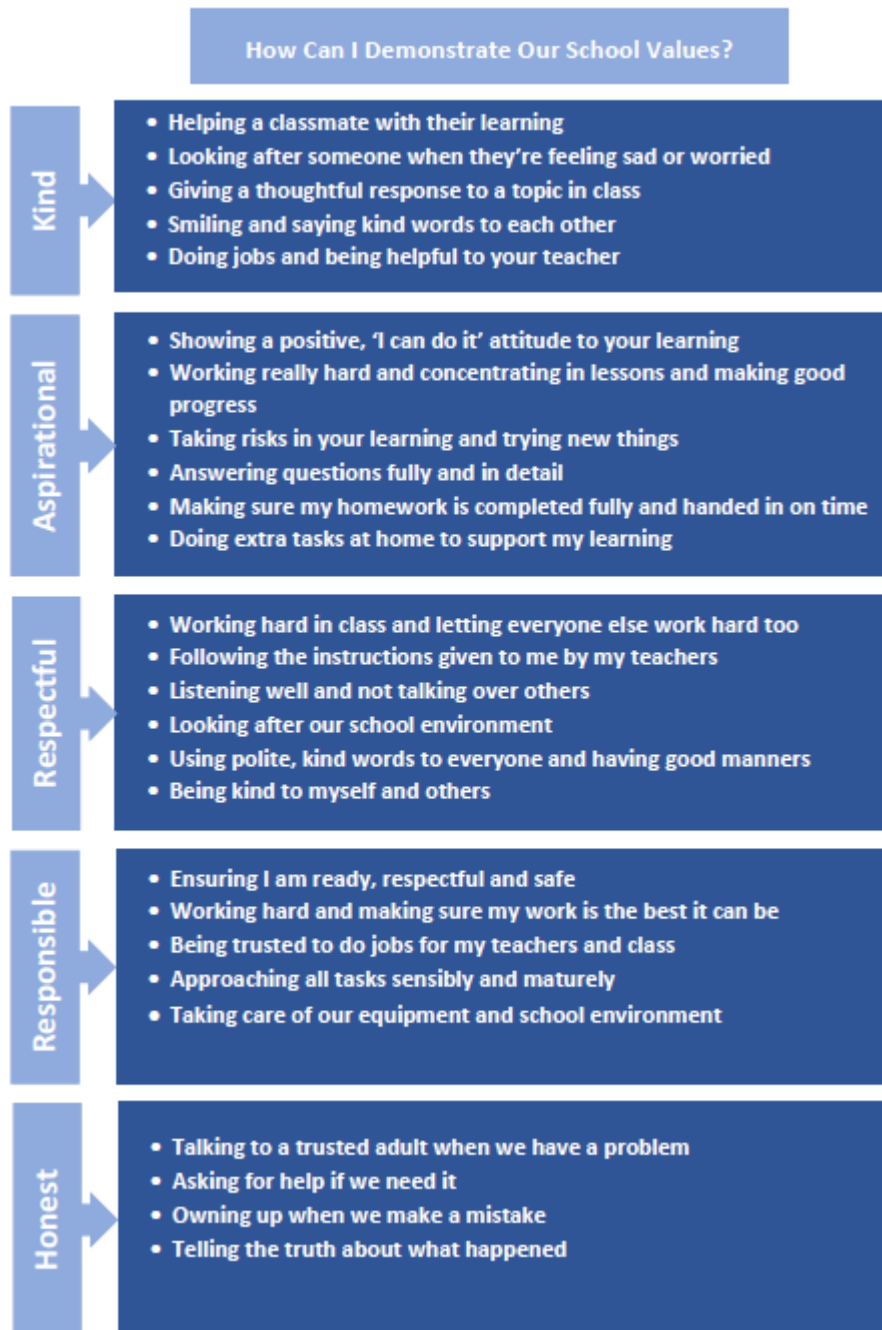 How Can I Demonstrate Our School Values?
Kind
• Helping a classmate with their learning
• Looking after someone when they're feeling sad or worried
• Giving a thoughtful response to a topic in class
• Smiling and saying kind words to each other
• Doing jobs and being helpful to your teacher
Aspirational
• Showing a positive, ‘I can do it’ attitude to your learning
• Working really hard and concentrating in lessons and making good
progress
• Taking risks in your learning and trying new things
• Answering questions fully and in detail
• Making sure my homework is completed fully and handed in on time
• Doing extra tasks at home to support my learning
Respectful
• Working hard in class and letting everyone else work hard too
• Following the instructions given to me by my teachers
• Listening well and not talking over others
• Looking after our school environment
• Using polite, kind words to everyone and having good manners
• Being kind to myself and others
Responsible
• Ensuring I am ready, respectful and safe
• Working hard and making sure my work is the best it can be
• Being trusted to do jobs for my teachers and class
• Approaching all tasks sensibly and maturely
• Taking care of our equipment and school environment
Honest
• Talking to a trusted adult when we have a problem
• Asking for help if we need it
• Owning up when we make a mistake
• Telling the truth about what happened